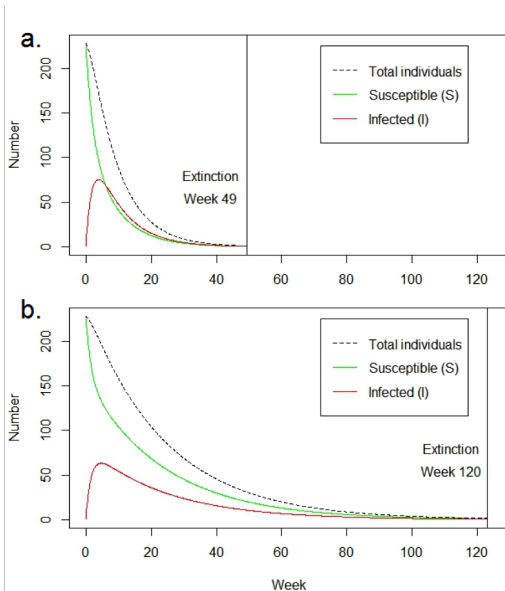 a.
Number
0
50
100
150
200
0
20
40
60
80
100
120
Total individuals
Susceptible (S)
Infected (I)
Extinction
Week 49
b.
Number
0
50
100
150
200
0
20
40
60
80
100
120
Total individuals
Susceptible (S)
Infected (I)
Extinction
Week 120
Week